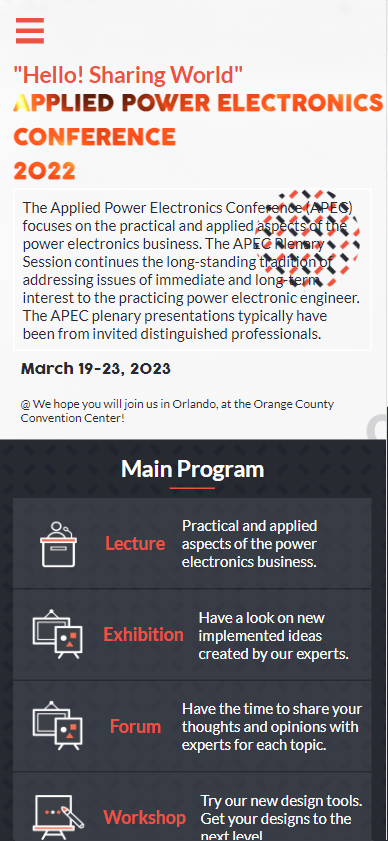 "Hello! Sharing World"
APPLIED POWER ELECTRONICS
CONFERENCE
2022
The Applied Power Electronics Conference (APEC)
focuses on the practical and applied aspects of the
power electronics business. The APEC Plenary
Session continues the long-standing tradition of
addressing issues of immediate and long-term
interest to the practicing power electronic engineer.
The APEC plenary presentations typically have
been from invited distinguished professionals.
March 19-23, 2023
@ We hope you will join us in Orlando, at the Orange County
Convention Center!
Main Program
Lecture
Practical and applied
aspects of the power
electronics business.
Exhibition
Have a look on new
implemented ideas
created by our experts.
Forum
Have the time to share your
thoughts and opinions with
experts for each topic.
Workshop
Try our new design tools.
Get your designs to the
next level